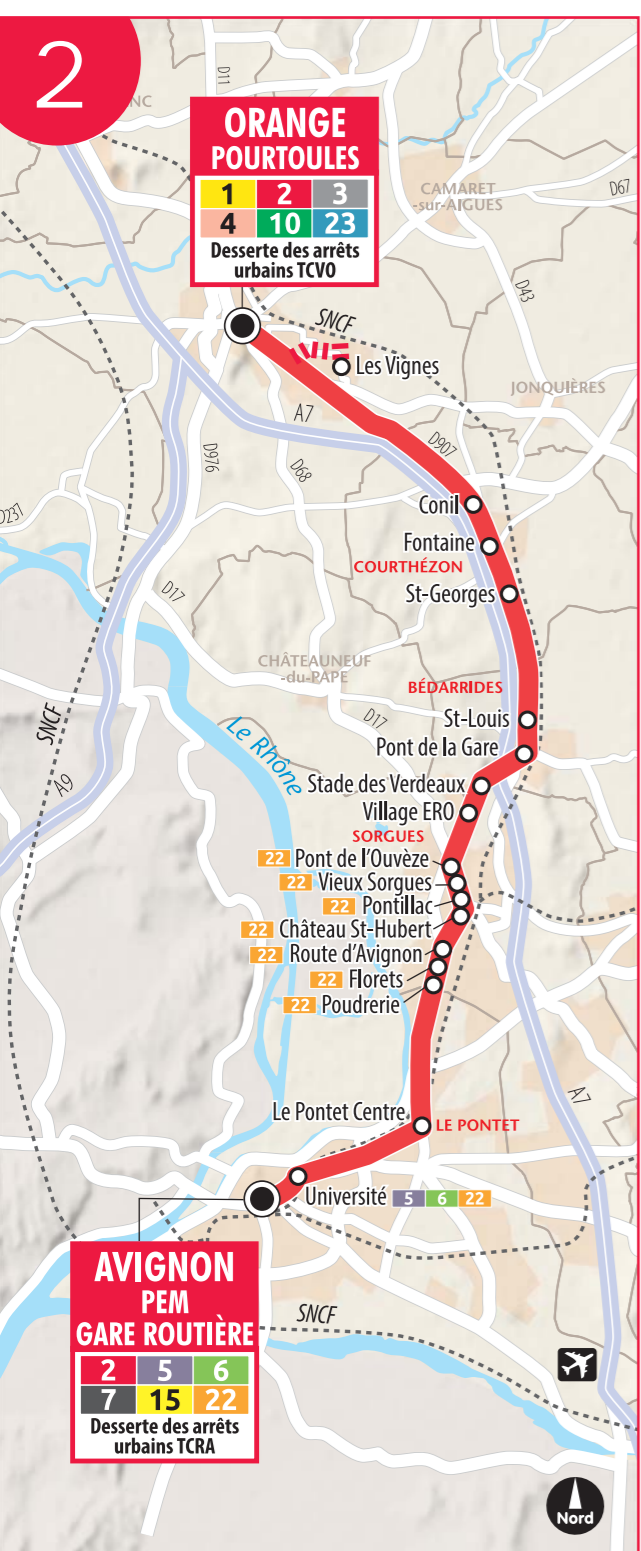 2
NC
D11
ORANGE
POURTOULES
1 2 3
4 10 23
Desserte des arrêts
urbains TCVO
CAMARET
-sur-AIGUES
D67
D43
SNCF
Les Vignes
JONQUIÈRES
A7
D907
D976
D68
D237
Conil
Fontaine
COURTHÉZON
St-Georges
D17
CHÂTEAUNEUF
-du-PAPE
BÉDARRIDES
D17
St-Louis
Pont de la Gare
SNCF
A9
Le Rhône
Stade des Verdeaux
Village ERO
SORGUES
22 Pont de l'Ouvèze
22 Vieux Sorgues
22 Pontillac
22 Château St-Hubert
22 Route d'Avignon
22 Florets
22 Poudrerie
A7
Le Pontet Centre
LE PONTET
Université 5 6 22
AVIGNON
PEM
GARE ROUTIÈRE
2 5 6
7 15 22
Desserte des arrêts
urbains TCRA
SNCF
Nord